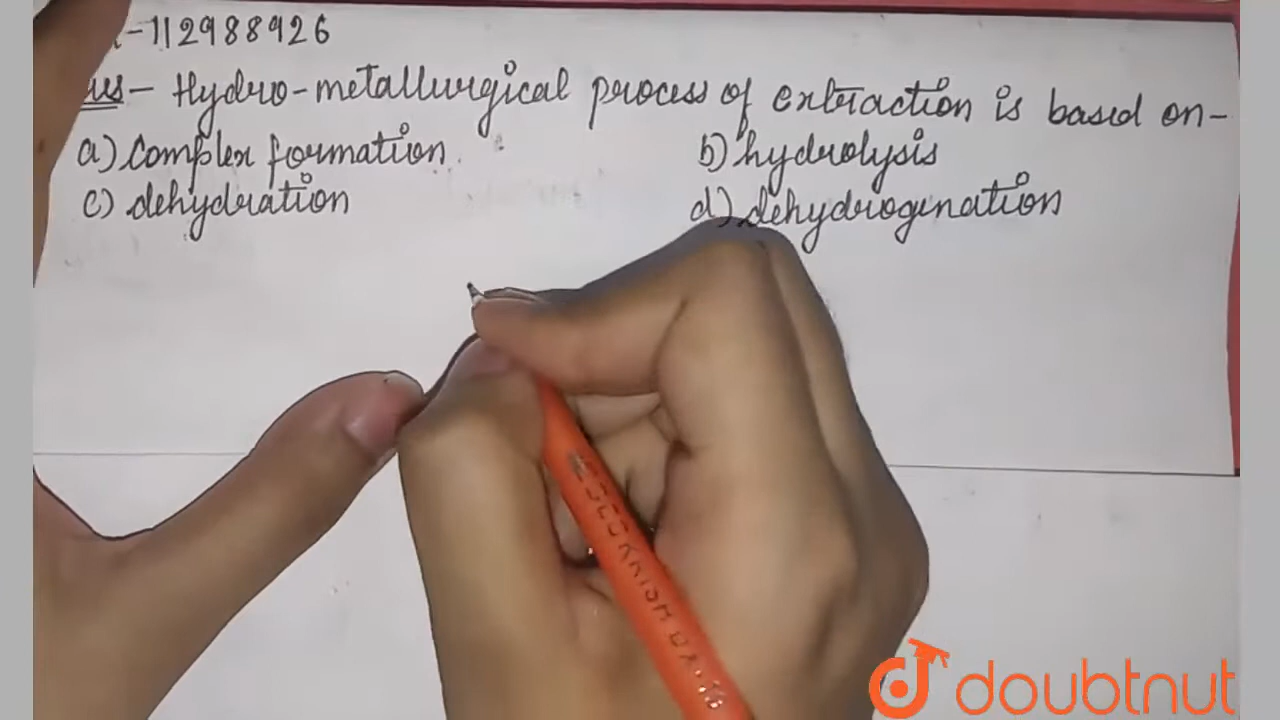 -112988926
Hydro-metallurgical process of extraction is based on-
a) Complex formation b) hydrolysis
c) dehydration d) dehydrogenation
doubtnut